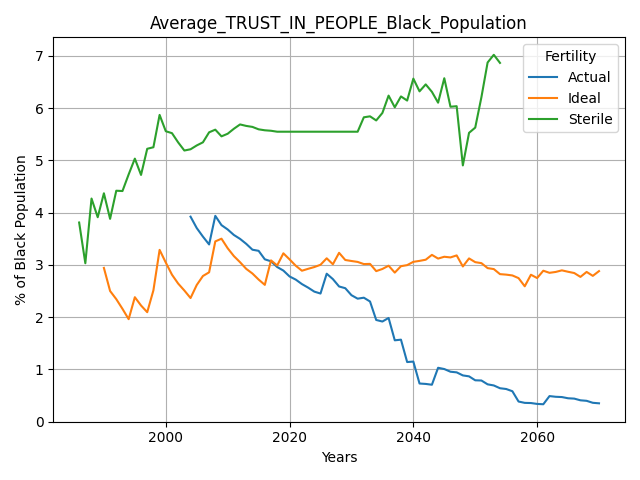 Average_TRUST_IN_PEOPLE_Black_Population
Fertility
Actual
Ideal
Sterile
% of Black Population
7
6
5
4
3
2
1
0
2000
2020
2040
2060
Years